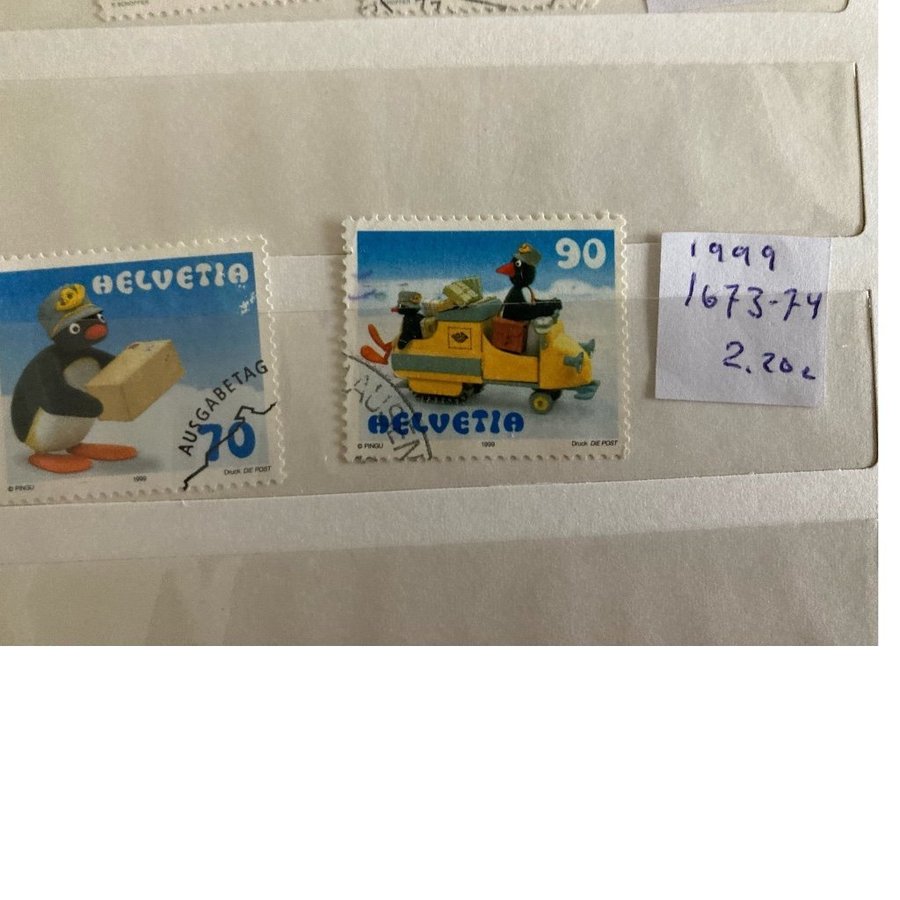 HELVETIA
AUSGABETAG
70
© PINGU 1999 Druck DIE POST
90
AUSGEN
HELVETIA
© PINGU 1999 Druck DIE POST
1999
1673-74
2.20